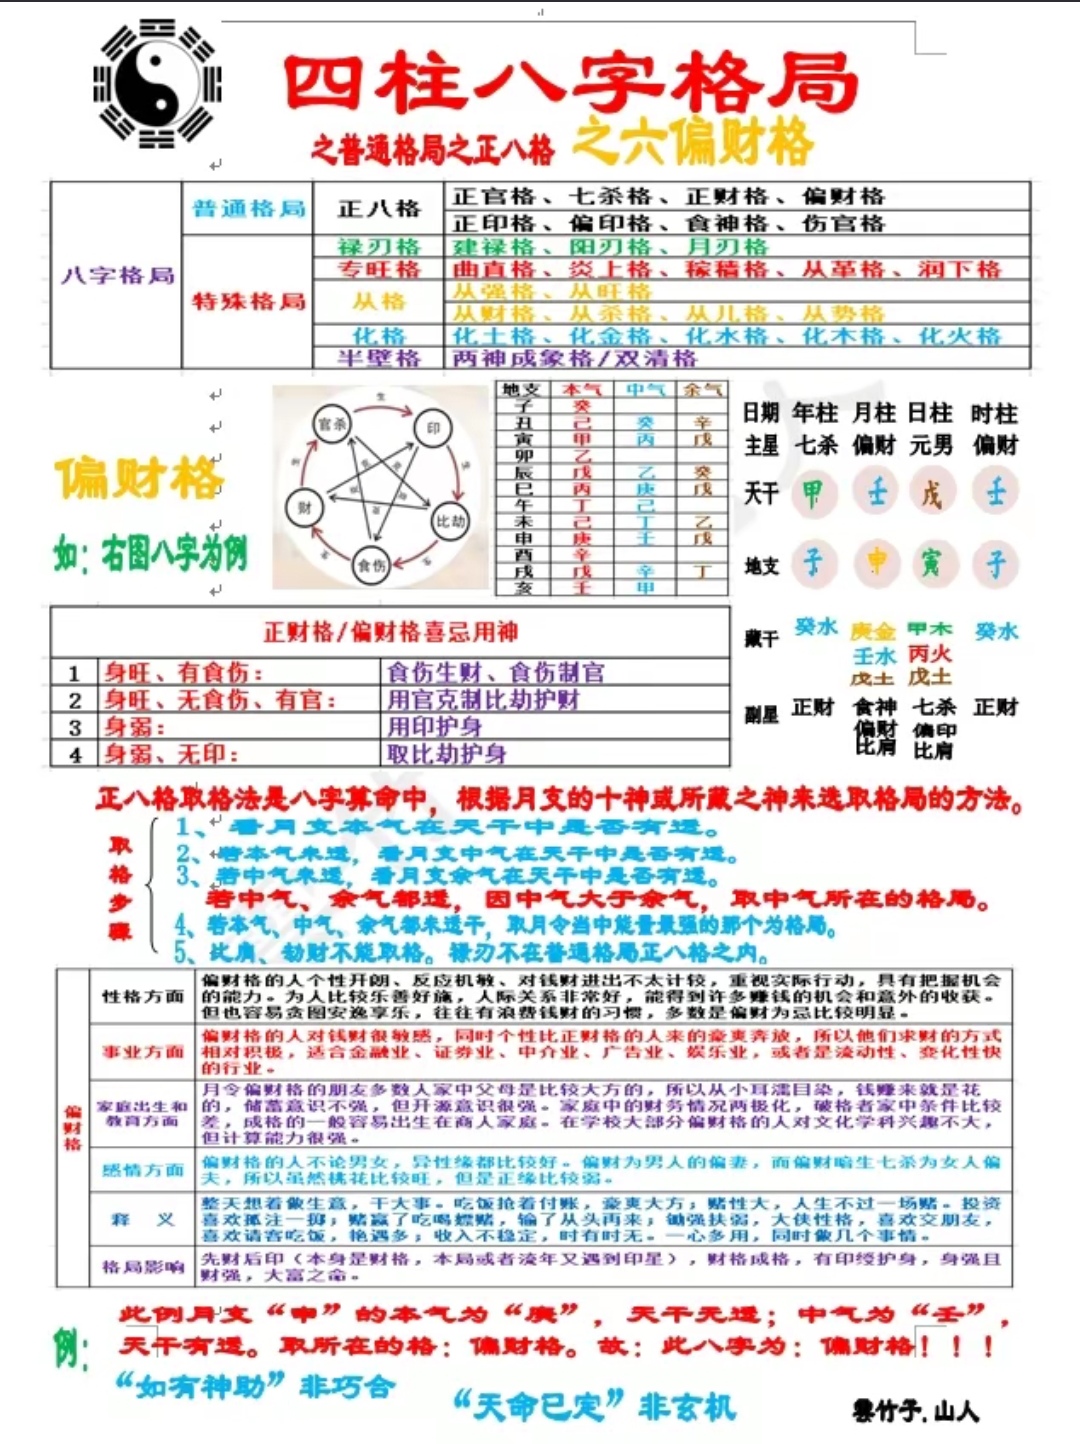 四柱八字格局
之普通格局之正八格 之六偏财格
八字格局 普通格局 正八格 正官格、七杀格、正财格、偏财格
正印格、偏印格、食神格、伤官格
特殊格局 禄刃格 建禄格、阳刃格、月刃格
专旺格 曲直格、炎上格、稼穑格、从革格、润下格
从格 从强格、从旺格
从财格、从杀格、从儿格、从势格
化格 化土格、化金格、化水格、化木格、化火格
半壁格 两神成象格/双清格
偏财格
如：右图八字为例
官杀 生 印 生 比劫 生 食伤 生 财 生
地支 本气 中气 余气
子 癸
丑 己 癸 辛
寅 甲 丙 戊
卯 乙
辰 戊 乙 癸
巳 丙 庚 戊
午 丁 己
未 己 丁 乙
申 庚 壬 戊
酉 辛
戌 戊 辛 丁
亥 壬 甲
日期 年柱 月柱 日柱 时柱
主星 七杀 偏财 元男 偏财
天干 甲 壬 戊 壬
地支 子 申 寅 子
藏干 癸水 庚金 甲木 癸水
壬水 丙火
戊土 戊土
副星 正财 食神 七杀 正财
偏财 偏印
比肩 比肩
正财格/偏财格喜忌用神
1 身旺、有食伤： 食伤生财、食伤制官
2 身旺、无食伤、有官： 用官克制比劫护财
3 身弱： 用印护身
4 身弱、无印： 取比劫护身
正八格取格法是八字算命中，根据月支的十神或所藏之神来选取格局的方法。
取格步骤
1、看月支本气在天干中是否有透。
2、若本气未透，看月支中气在天干中是否有透。
3、若中气未透，看月支余气在天干中是否有透。
若中气、余气都透，因中气大于余气，取中气所在的格局。
4、若本气、中气、余气都未透干，取月令当中能量最强的那个为格局。
5、比肩、劫财不能取格。禄刃不在普通格局正八格之内。
偏财格
性格方面 偏财格的人个性开朗、反应机敏、对钱财进出不太计较，重视实际行动，具有把握机会
的能力。为人比较乐善好施，人际关系非常好，能得到许多赚钱的机会和意外的收获。
但也容易贪图安逸享乐，往往有浪费钱财的习惯，多数是偏财为忌比较明显。
事业方面 偏财格的人对钱财很敏感，同时个性比正财格的人来的豪爽奔放，所以他们求财的方式
相对积极，适合金融业、证券业、中介业、广告业、娱乐业，或者是流动性、变化性快
的行业。
家庭出生和
教育方面 月令偏财格的朋友多数人家中父母是比较大方的，所以从小耳濡目染，钱赚来就是花
的，储蓄意识不强，但开源意识很强。家庭中的财务情况两极化，破格者家中条件比较
差，成格的一般容易出生在商人家庭。在学校大部分偏财格的人对文化学科兴趣不大，
但计算能力很强。
感情方面 偏财格的人不论男女，异性缘都比较好。偏财为男人的偏妻，而偏财暗生七杀为女人偏
夫，所以虽然桃花比较旺，但是正缘比较弱。
释 义 整天想着做生意，干大事。吃饭抢着付账，豪爽大方；赌性大，人生不过一场赌。投资
喜欢孤注一掷；赌赢了吃喝嫖赌，输了从头再来；锄强扶弱，大侠性格，喜欢交朋友，
喜欢请客吃饭，艳遇多；收入不稳定，时有时无。一心多用，同时做几个事情。
格局影响 先财后印（本身是财格，本局或者流年又遇到印星），财格成格，有印绶护身，身强且
财强，大富之命。
例：
此例月支“申”的本气为“庚”，天干无透；中气为“壬”，
天干有透。取所在的格：偏财格。故：此八字为：偏财格！！！
“如有神助”非巧合
“天命已定”非玄机
雲竹子.山人